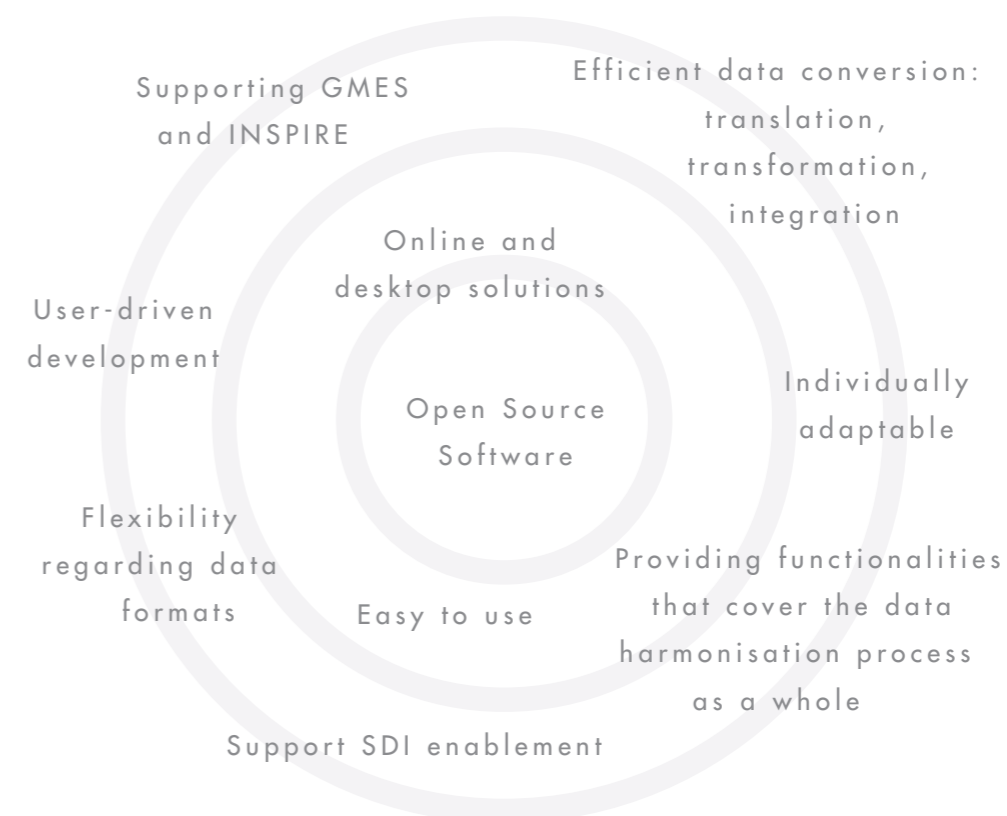 Supporting GMES
and INSPIRE
Efficient data conversion:
translation,
transformation,
integration
Online and
desktop solutions
User-driven
development
Individually
adaptable
Open Source
Software
Flexibility
regarding data
formats
Providing functionalities
that cover the data
harmonisation process
as a whole
Easy to use
Support SDI enablement